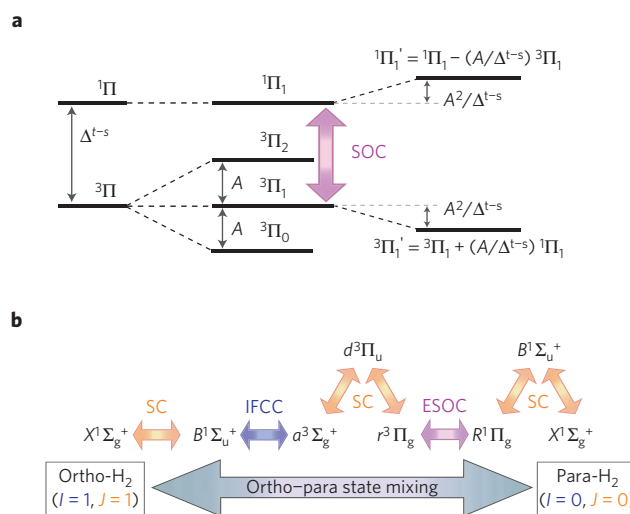 a
¹Π
Δᵗ⁻ˢ
³Π
¹Π₁
³Π₂
A
³Π₁
A
³Π₀
SOC
¹Π₁' = ¹Π₁ – (A/Δᵗ⁻ˢ) ³Π₁
A²/Δᵗ⁻ˢ
A²/Δᵗ⁻ˢ
³Π₁' = ³Π₁ + (A/Δᵗ⁻ˢ) ¹Π₁
b
d³Πᵤ
B¹Σᵤ⁺
SC
IFCC
SC
ESOC
SC
X¹Σg⁺
B¹Σᵤ⁺
a³Σg⁺
r³Πg
R¹Πg
X¹Σg⁺
Ortho-H₂
(I = 1, J = 1)
Ortho–para state mixing
Para-H₂
(I = 0, J = 0)